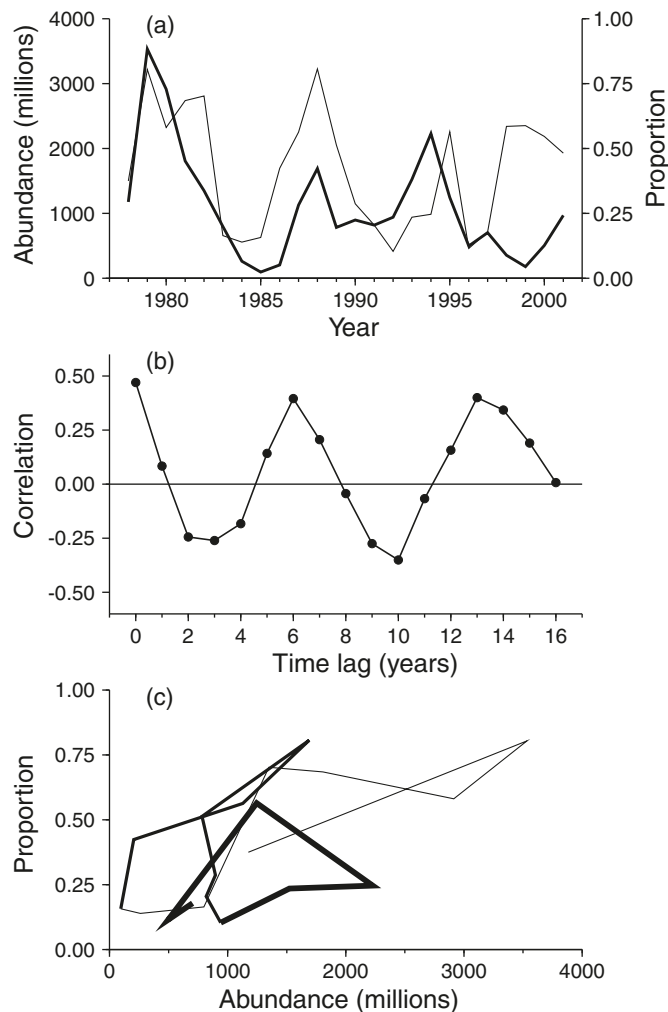 (a)
4000
3000
2000
1000
0
Abundance (millions)
1.00
0.75
0.50
0.25
0.00
Proportion
1980 1985 1990 1995 2000
Year
(b)
0.50
0.25
0.00
-0.25
-0.50
Correlation
0 2 4 6 8 10 12 14 16
Time lag (years)
(c)
1.00
0.75
0.50
0.25
0.00
Proportion
0 1000 2000 3000 4000
Abundance (millions)